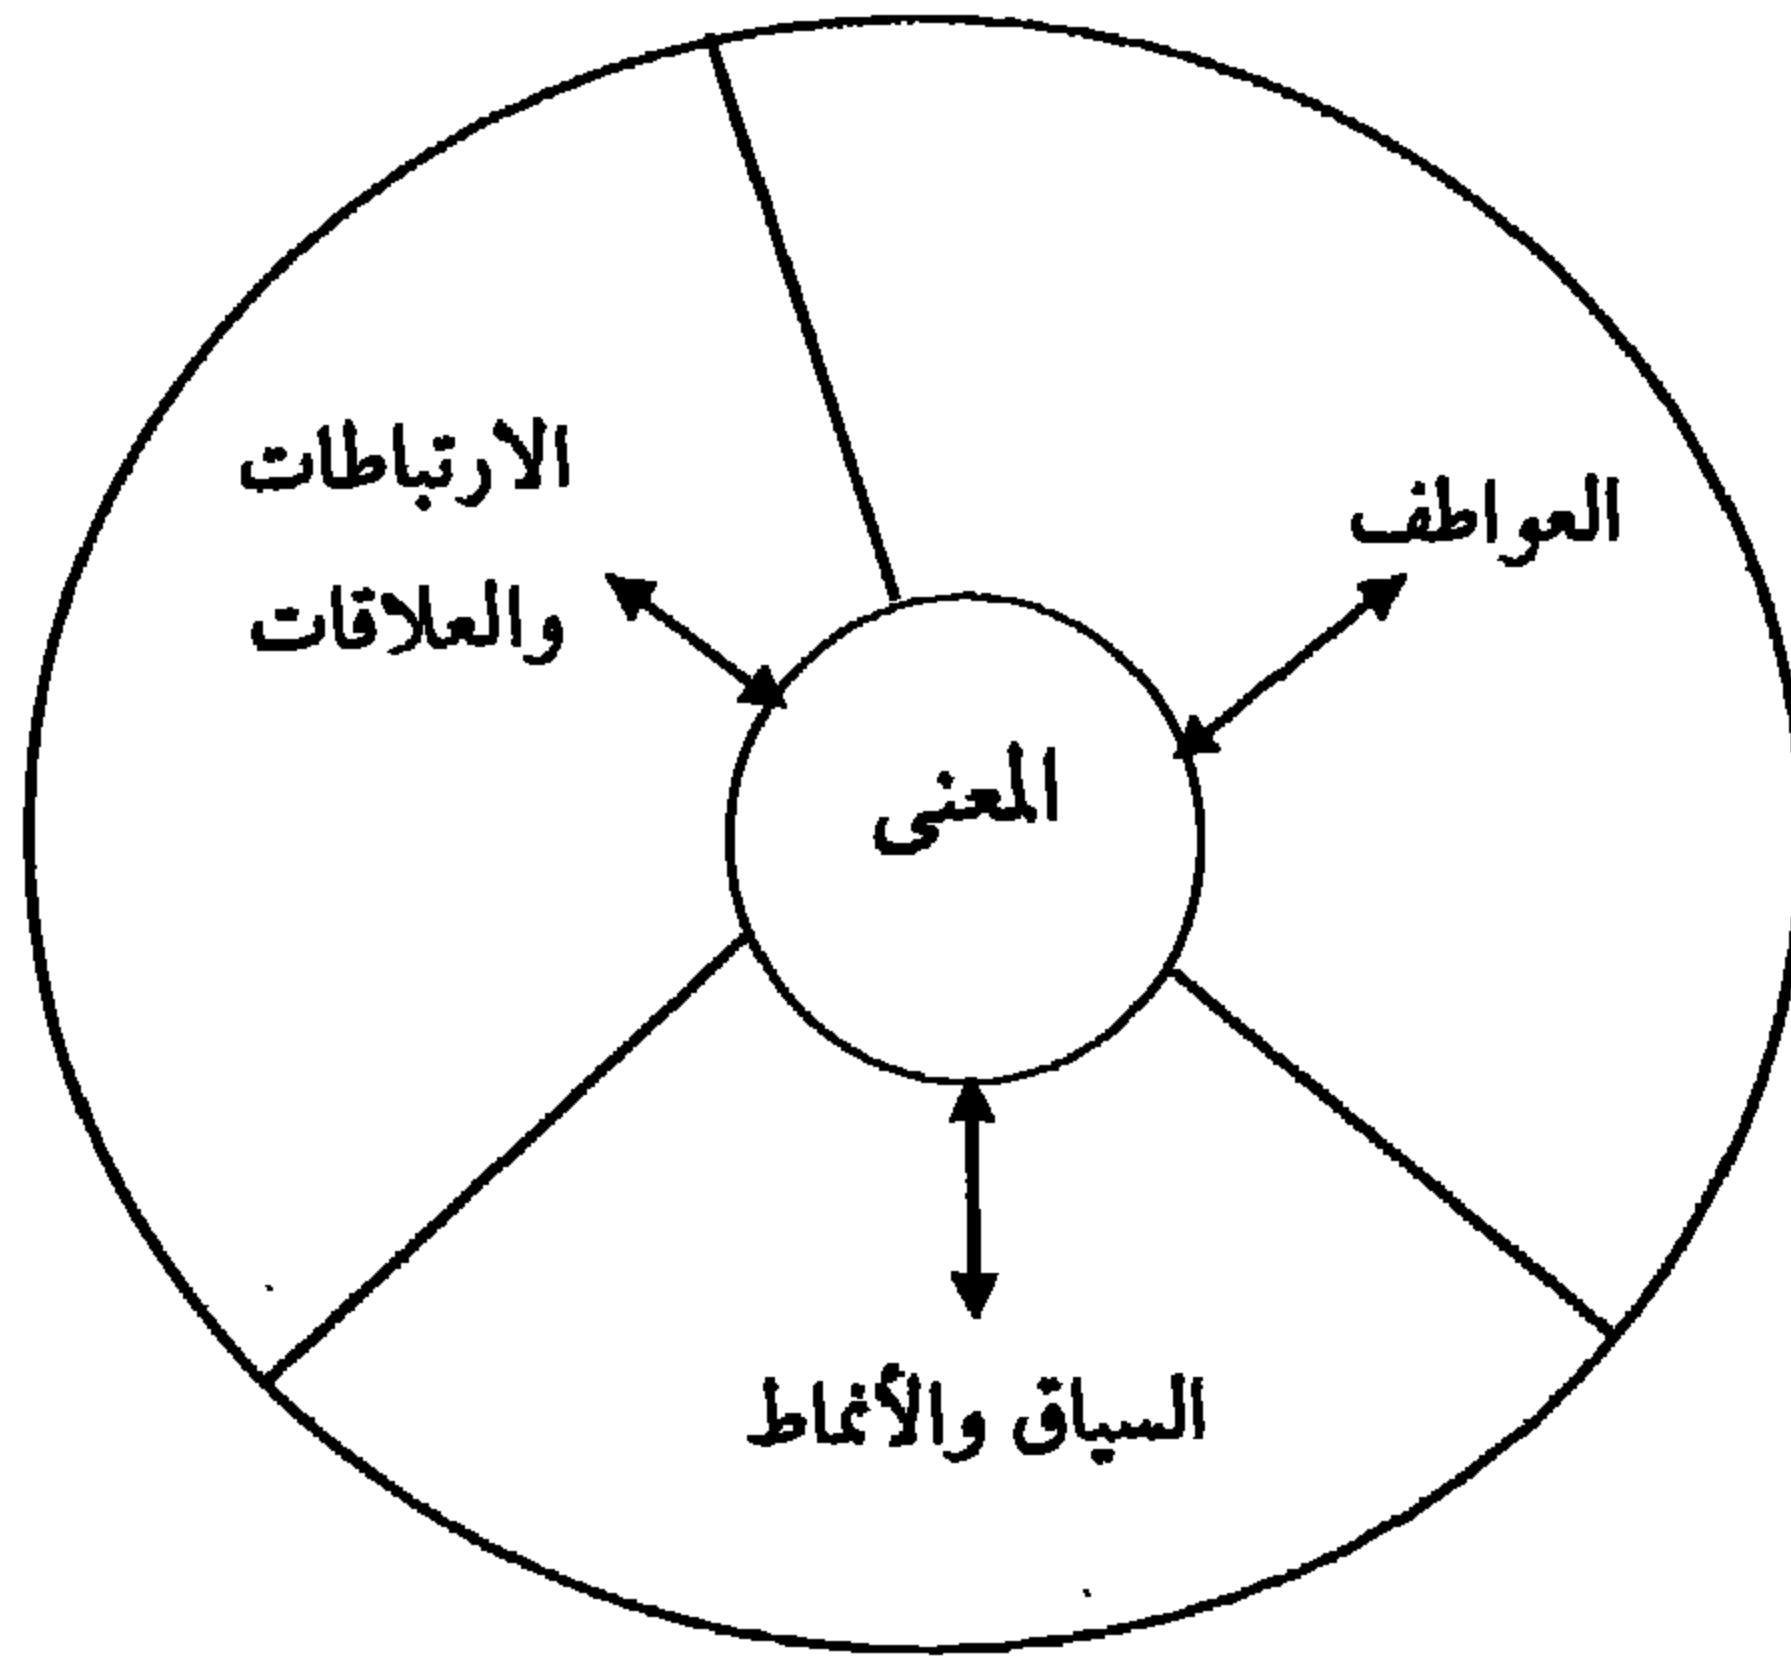 العواطف
الارتباطات
والعلاقات
المعنى
السياق والأنماط